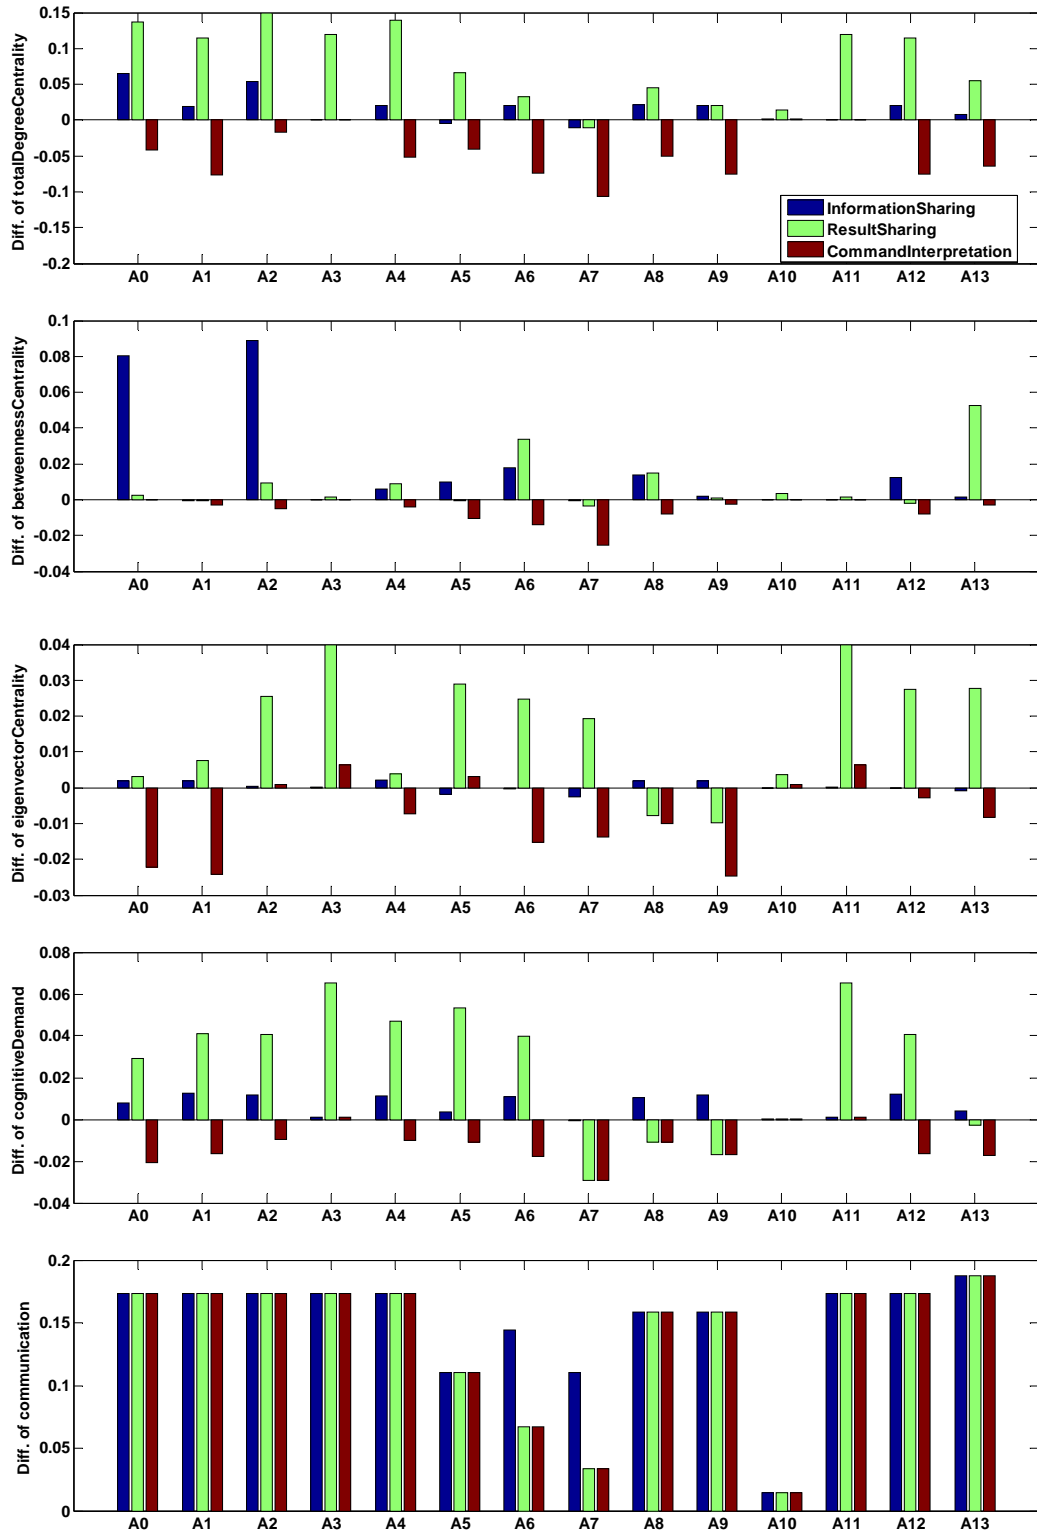 Diff. of totalDegreeCentrality
0.15
0.1
0.05
0
-0.05
-0.1
-0.15
-0.2
InformationSharing
ResultSharing
CommandInterpretation
A0 A1 A2 A3 A4 A5 A6 A7 A8 A9 A10 A11 A12 A13
Diff. of betweennessCentrality
0.1
0.08
0.06
0.04
0.02
0
-0.02
-0.04
A0 A1 A2 A3 A4 A5 A6 A7 A8 A9 A10 A11 A12 A13
Diff. of eigenvectorCentrality
0.04
0.03
0.02
0.01
0
-0.01
-0.02
-0.03
A0 A1 A2 A3 A4 A5 A6 A7 A8 A9 A10 A11 A12 A13
Diff. of cognitiveDemand
0.08
0.06
0.04
0.02
0
-0.02
-0.04
A0 A1 A2 A3 A4 A5 A6 A7 A8 A9 A10 A11 A12 A13
Diff. of communication
0.2
0.15
0.1
0.05
0
A0 A1 A2 A3 A4 A5 A6 A7 A8 A9 A10 A11 A12 A13